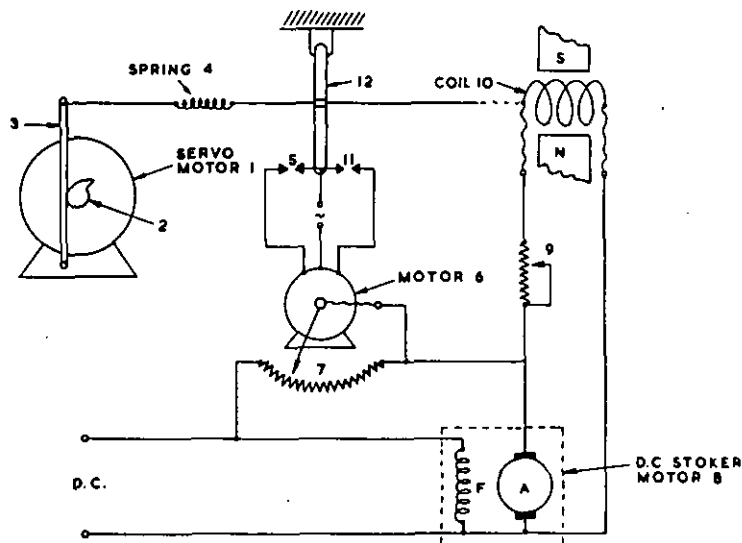 S
SPRING 4
12
COIL 10
3
N
5
11
SERVO
MOTOR 1
~
2
9
MOTOR 6
7
D.C.
F
A
D.C STOKER
MOTOR 8